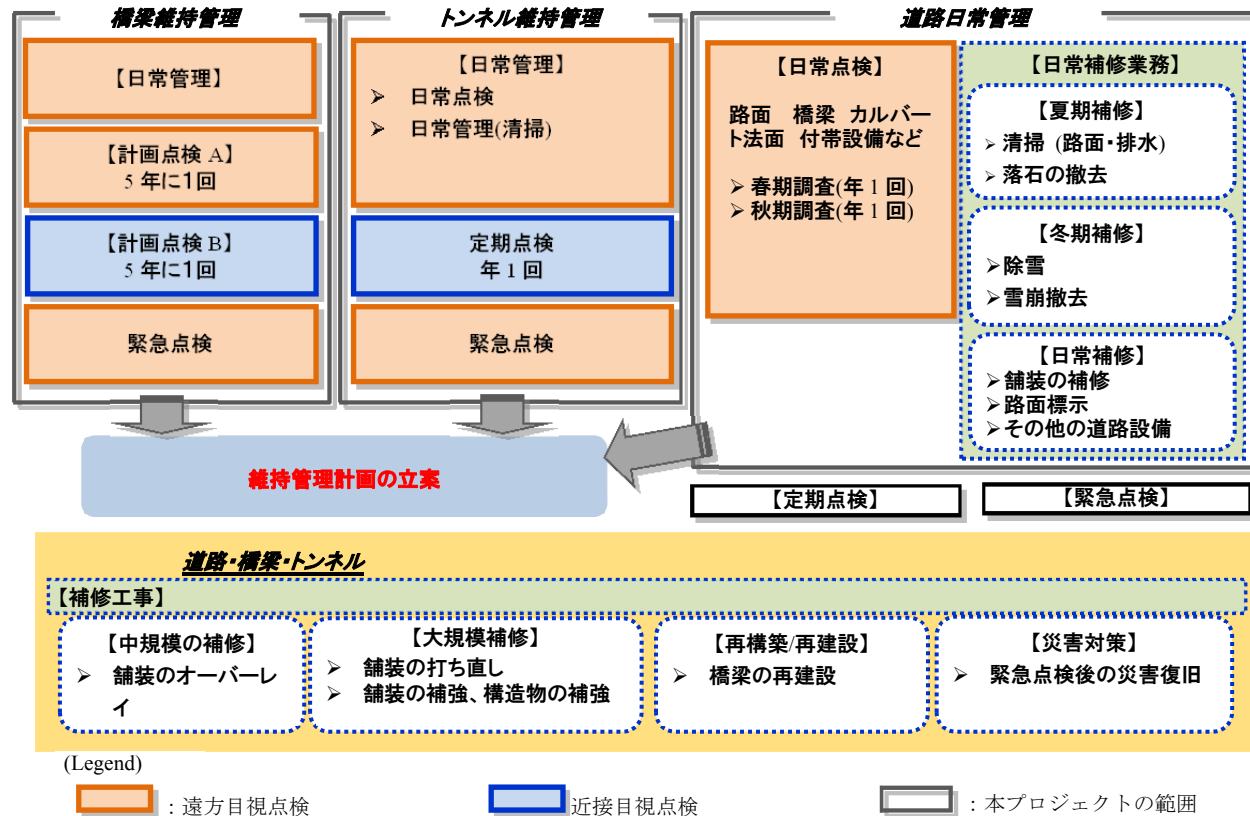 橋梁維持管理
【日常管理】
【計画点検 A】
5 年に1回
【計画点検 B】
5 年に1回
緊急点検
トンネル維持管理
【日常管理】
➢ 日常点検
➢ 日常管理(清掃)
定期点検
年 1 回
緊急点検
道路日常管理
【日常点検】
路面 橋梁 カルバー
ト法面 付帯設備など
➢ 春期調査(年 1 回)
➢ 秋期調査(年 1 回)
【日常補修業務】
【夏期補修】
➢ 清掃 (路面・排水)
➢ 落石の撤去
【冬期補修】
➢除雪
➢雪崩撤去
【日常補修】
➢舗装の補修
➢路面標示
➢その他の道路設備
維持管理計画の立案
【定期点検】
【緊急点検】
道路・橋梁・トンネル
【補修工事】
【中規模の補修】
➢ 舗装のオーバーレ
イ
【大規模補修】
➢ 舗装の打ち直し
➢ 舗装の補強、構造物の補強
【再構築/再建設】
➢ 橋梁の再建設
【災害対策】
➢ 緊急点検後の災害復旧
(Legend)
：遠方目視点検
近接目視点検
：本プロジェクトの範囲